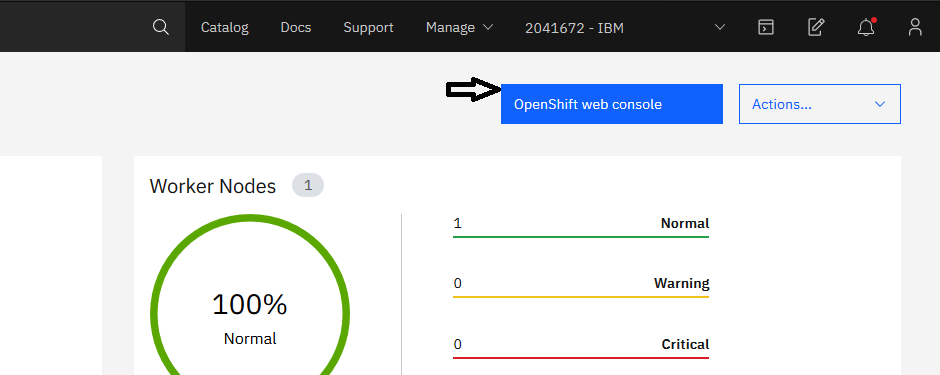 Catalog Docs Support Manage 2041672 - IBM
OpenShift web console Actions...
Worker Nodes 1
1 Normal
0 Warning
100%
Normal
0 Critical